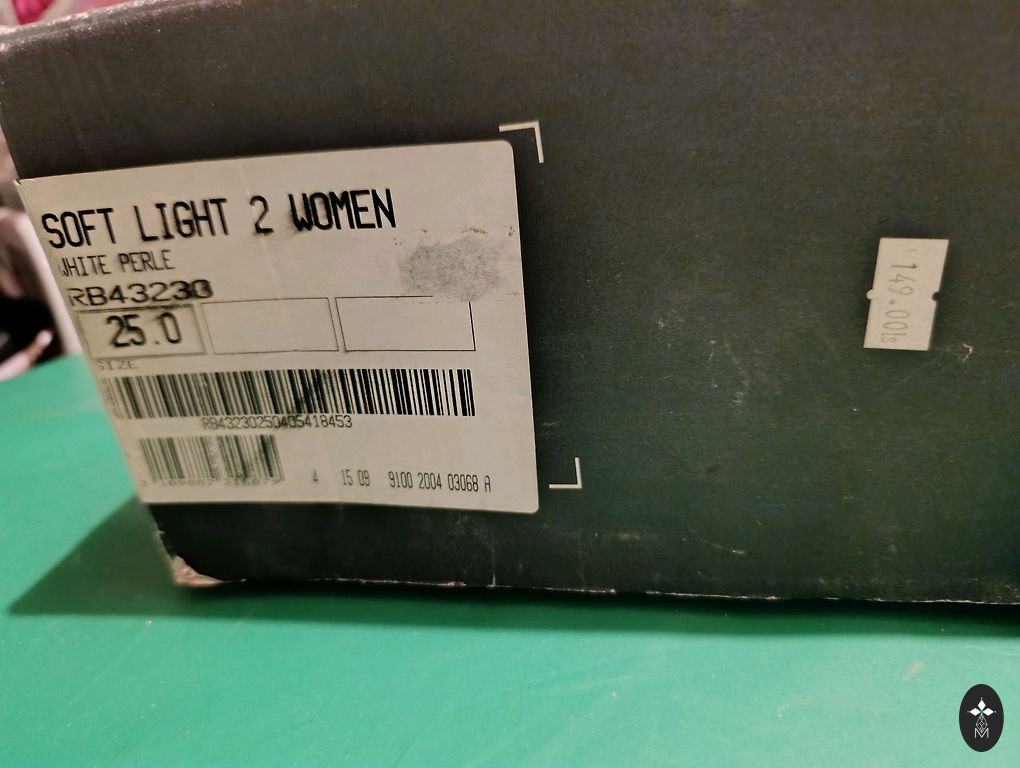 SOFT LIGHT 2 WOMEN
WHITE PERLE
RB43230
25.0
SIZE
RB43230250405418453
4 15 09 9100 2004 03068 A
149.00
M